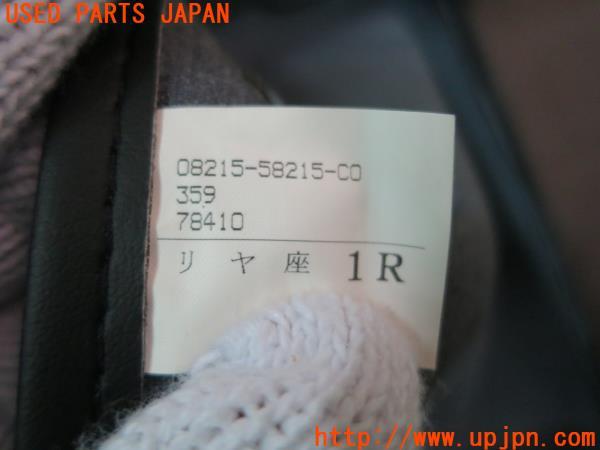 USED PARTS JAPAN
08215-58215-C0
359
78410
リヤ座 1R
http://www.upjpn.com/